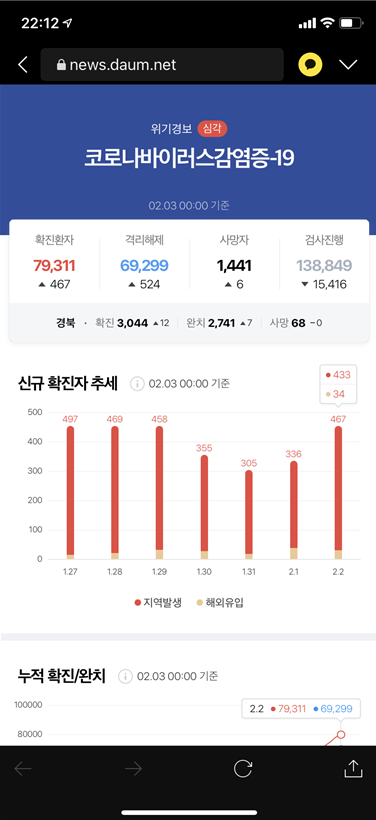 22:12
news.daum.net
위기경보 심각
코로나바이러스감염증-19
02.03 00:00 기준
확진환자 격리해제 사망자 검사진행
79,311 69,299 1,441 138,849
▲ 467 ▲ 524 ▲ 6 ▼ 15,416
경북 · 확진 3,044 ▲12 완치 2,741 ▲7 사망 68 －0
신규 확진자 추세 i 02.03 00:00 기준
433
34
500
497 469 458 355 305 336 467
400
300
200
100
0
1.27 1.28 1.29 1.30 1.31 2.1 2.2
지역발생 해외유입
누적 확진/완치 i 02.03 00:00 기준
100000
2.2 79,311 69,299
80000